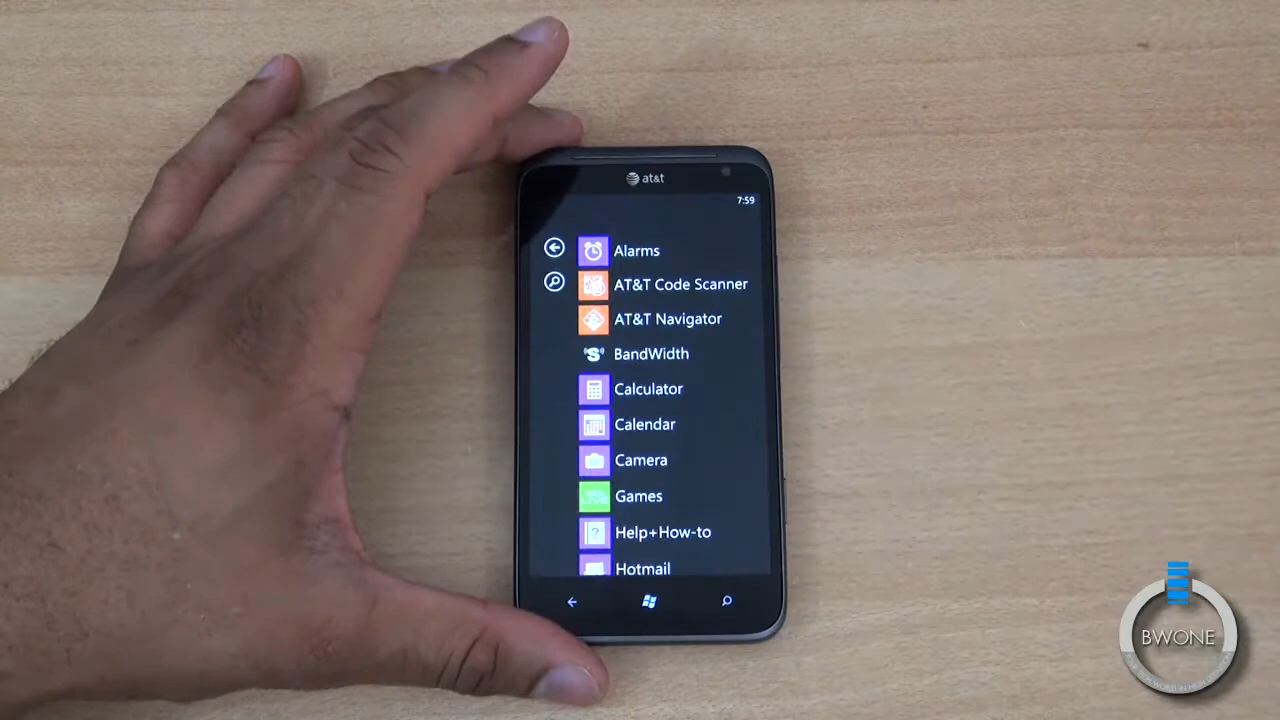 at&t
7:59
Alarms
AT&T Code Scanner
AT&T Navigator
BandWidth
Calculator
Calendar
Camera
Games
Help+How-to
Hotmail
BWONE